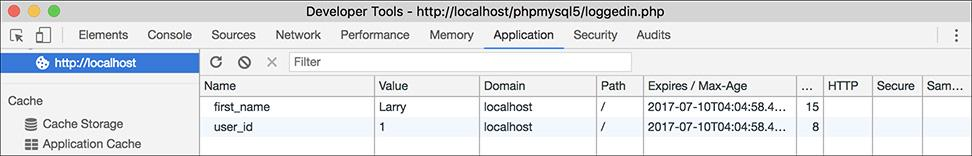 Developer Tools - http://localhost/phpmysql5/loggedin.php
Elements Console Sources Network Performance Memory Application Security Audits
http://localhost
Filter
Name Value Domain Path Expires / Max-Age ... HTTP Secure Sam...
first_name Larry localhost / 2017-07-10T04:04:58.4... 15
user_id 1 localhost / 2017-07-10T04:04:58.4... 8
Cache
Cache Storage
Application Cache